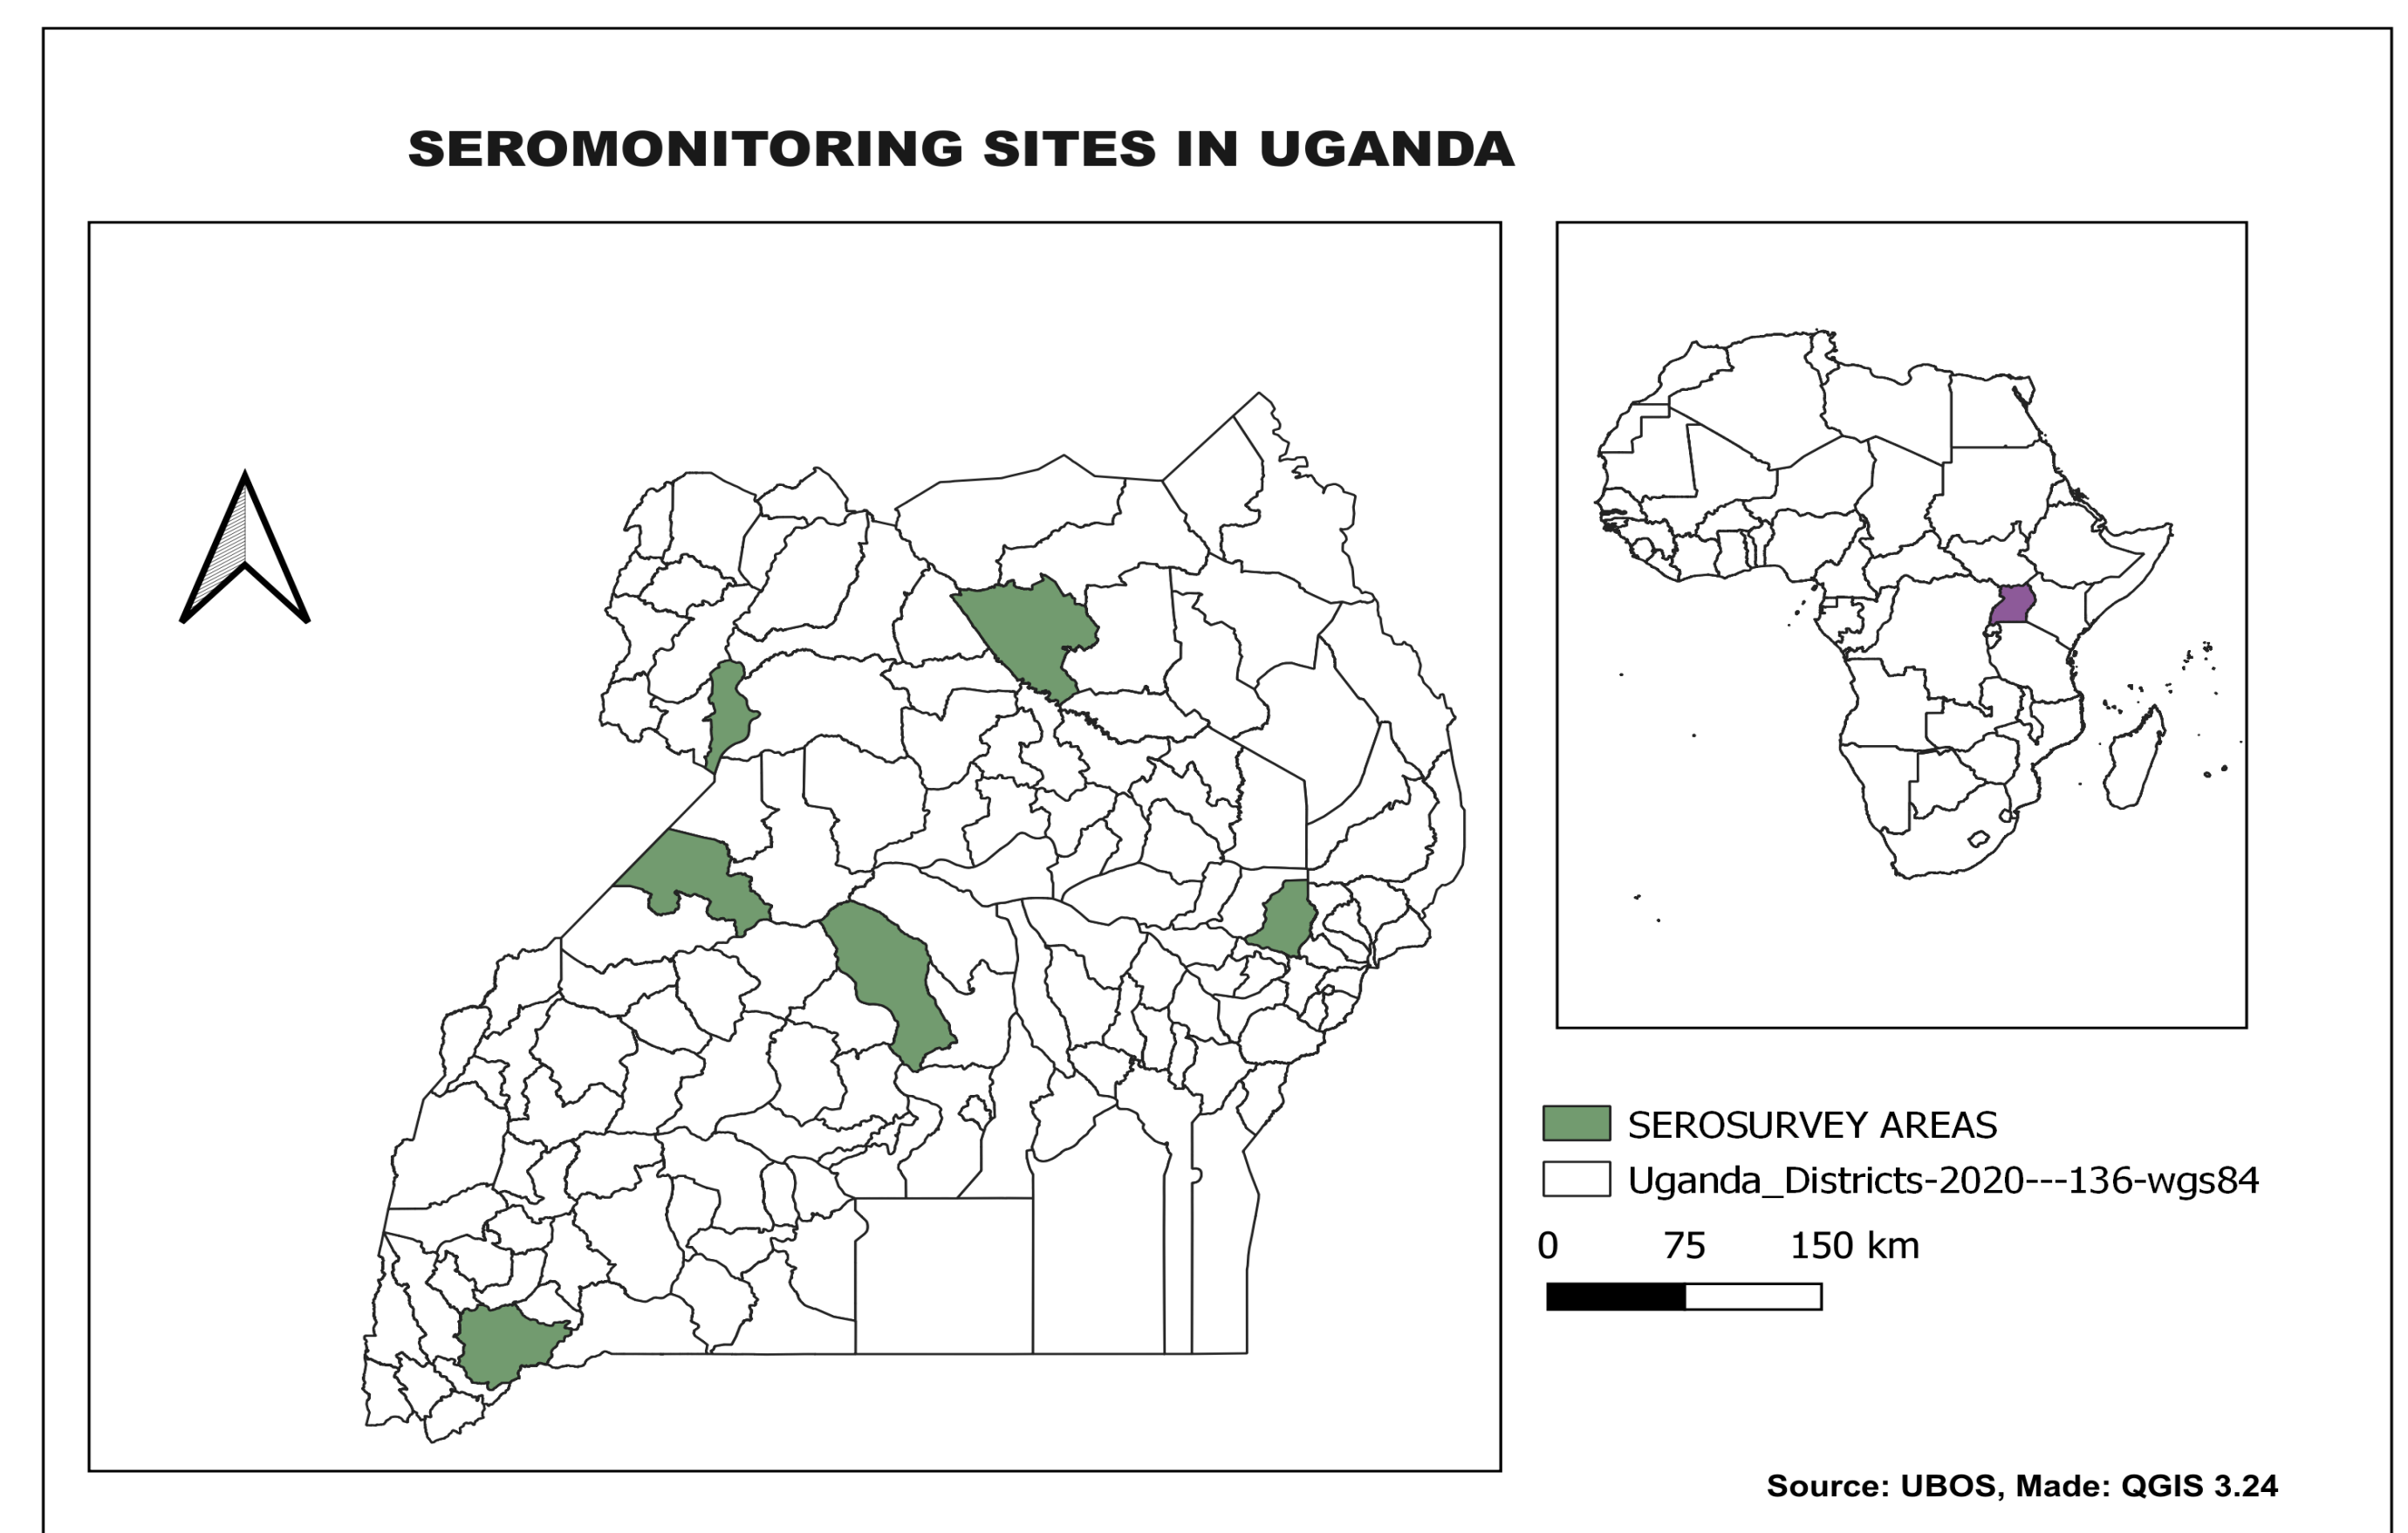 SEROMONITORING SITES IN UGANDA
SEROSURVEY AREAS
Uganda_Districts-2020---136-wgs84
0 75 150 km
Source: UBOS, Made: QGIS 3.24